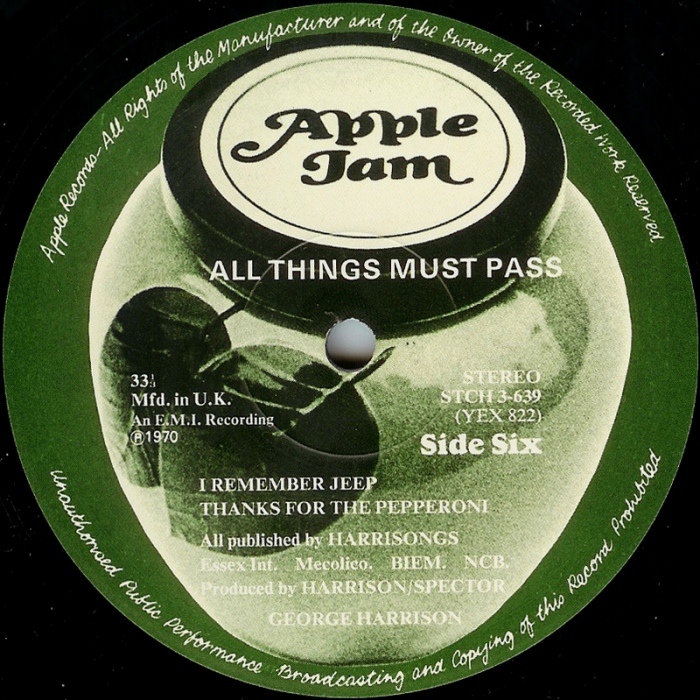 Apple Records - All Rights of the Manufacturer and of the Owner of the Recorded Work Reserved
Apple
Jam
ALL THINGS MUST PASS
33⅓
Mfd. in U.K.
An E.M.I. Recording
℗1970
STEREO
STCH 3-639
(YEX 822)
Side Six
I REMEMBER JEEP
THANKS FOR THE PEPPERONI
All published by HARRISONGS
Essex Int. Mecolico. BIEM. NCB.
Produced by HARRISON/SPECTOR
GEORGE HARRISON
Unauthorised Public Performance - Broadcasting and Copying of this Record Prohibited